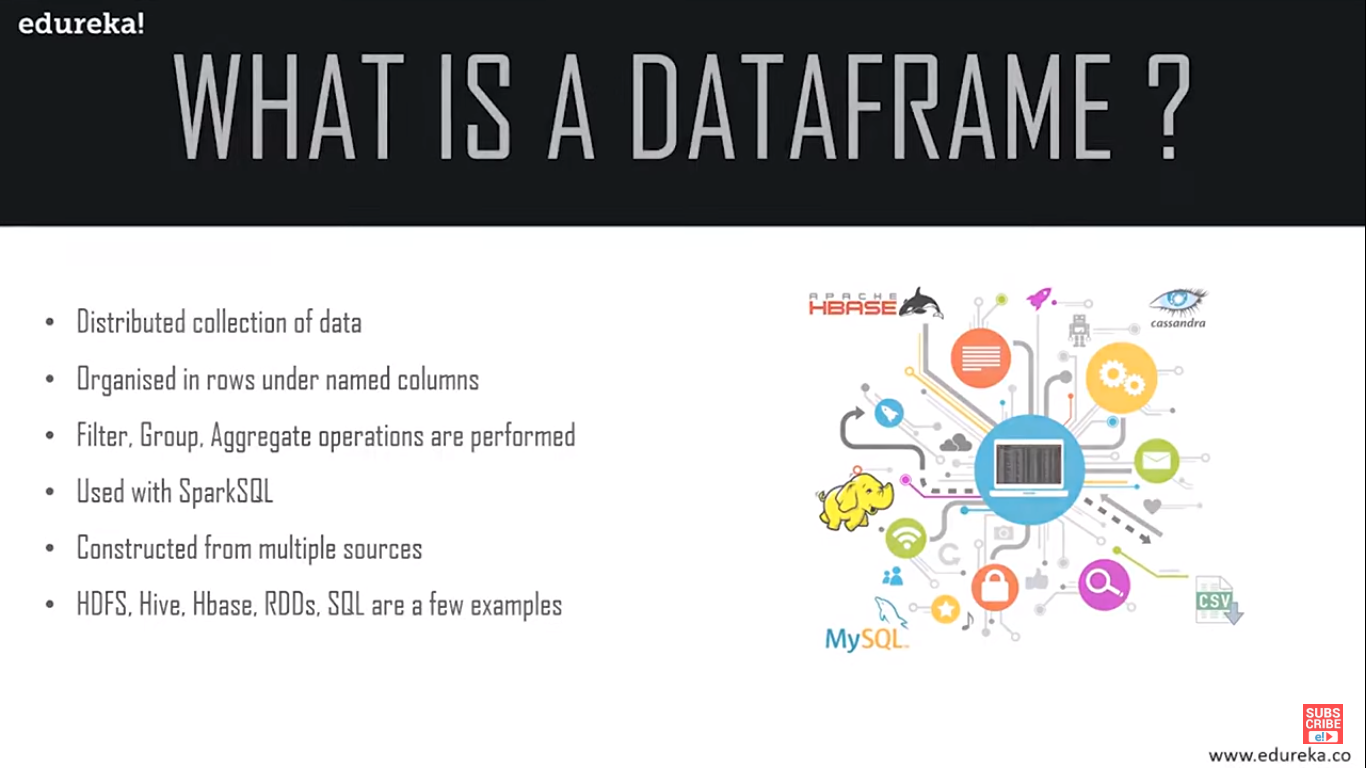 edureka!
WHAT IS A DATAFRAME ?
• Distributed collection of data
• Organised in rows under named columns
• Filter, Group, Aggregate operations are performed
• Used with SparkSQL
• Constructed from multiple sources
• HDFS, Hive, Hbase, RDDs, SQL are a few examples
APACHE
HBASE
cassandra
MySQL
CSV
SUBS
CRIBE
e!
www.edureka.co